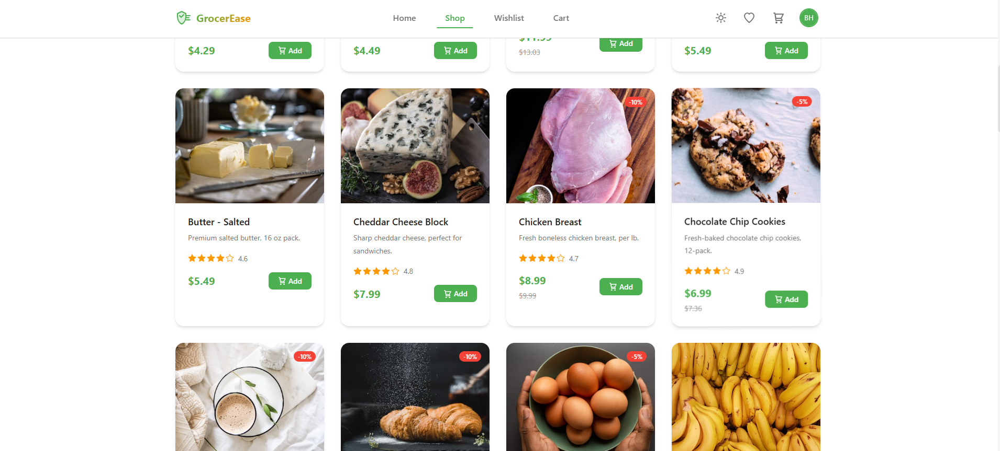 GrocerEase
Home
Shop
Wishlist
Cart
BH
$4.29
Add
$4.49
Add
$11.99
$13.03
Add
$5.49
Add
Butter - Salted
Premium salted butter, 16 oz pack.
4.6
$5.49
Add
Cheddar Cheese Block
Sharp cheddar cheese, perfect for
sandwiches.
4.8
$7.99
Add
-10%
Chicken Breast
Fresh boneless chicken breast, per lb.
4.7
$8.99
$9.99
Add
-5%
Chocolate Chip Cookies
Fresh-baked chocolate chip cookies,
12-pack.
4.9
$6.99
$7.36
Add
-10%
-10%
-5%